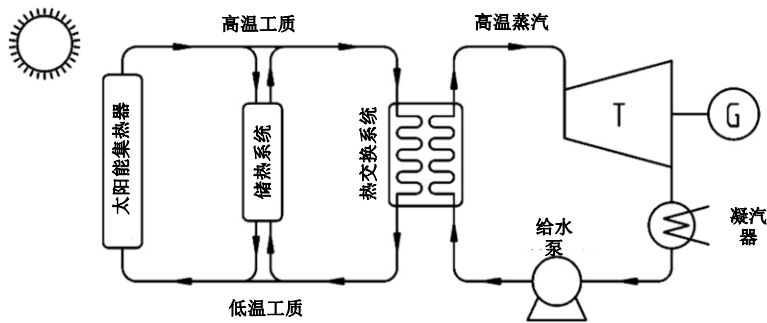 高温工质
高温蒸汽
太阳能集热器
储热系统
热交换系统
T
G
凝汽
器
给水
泵
低温工质